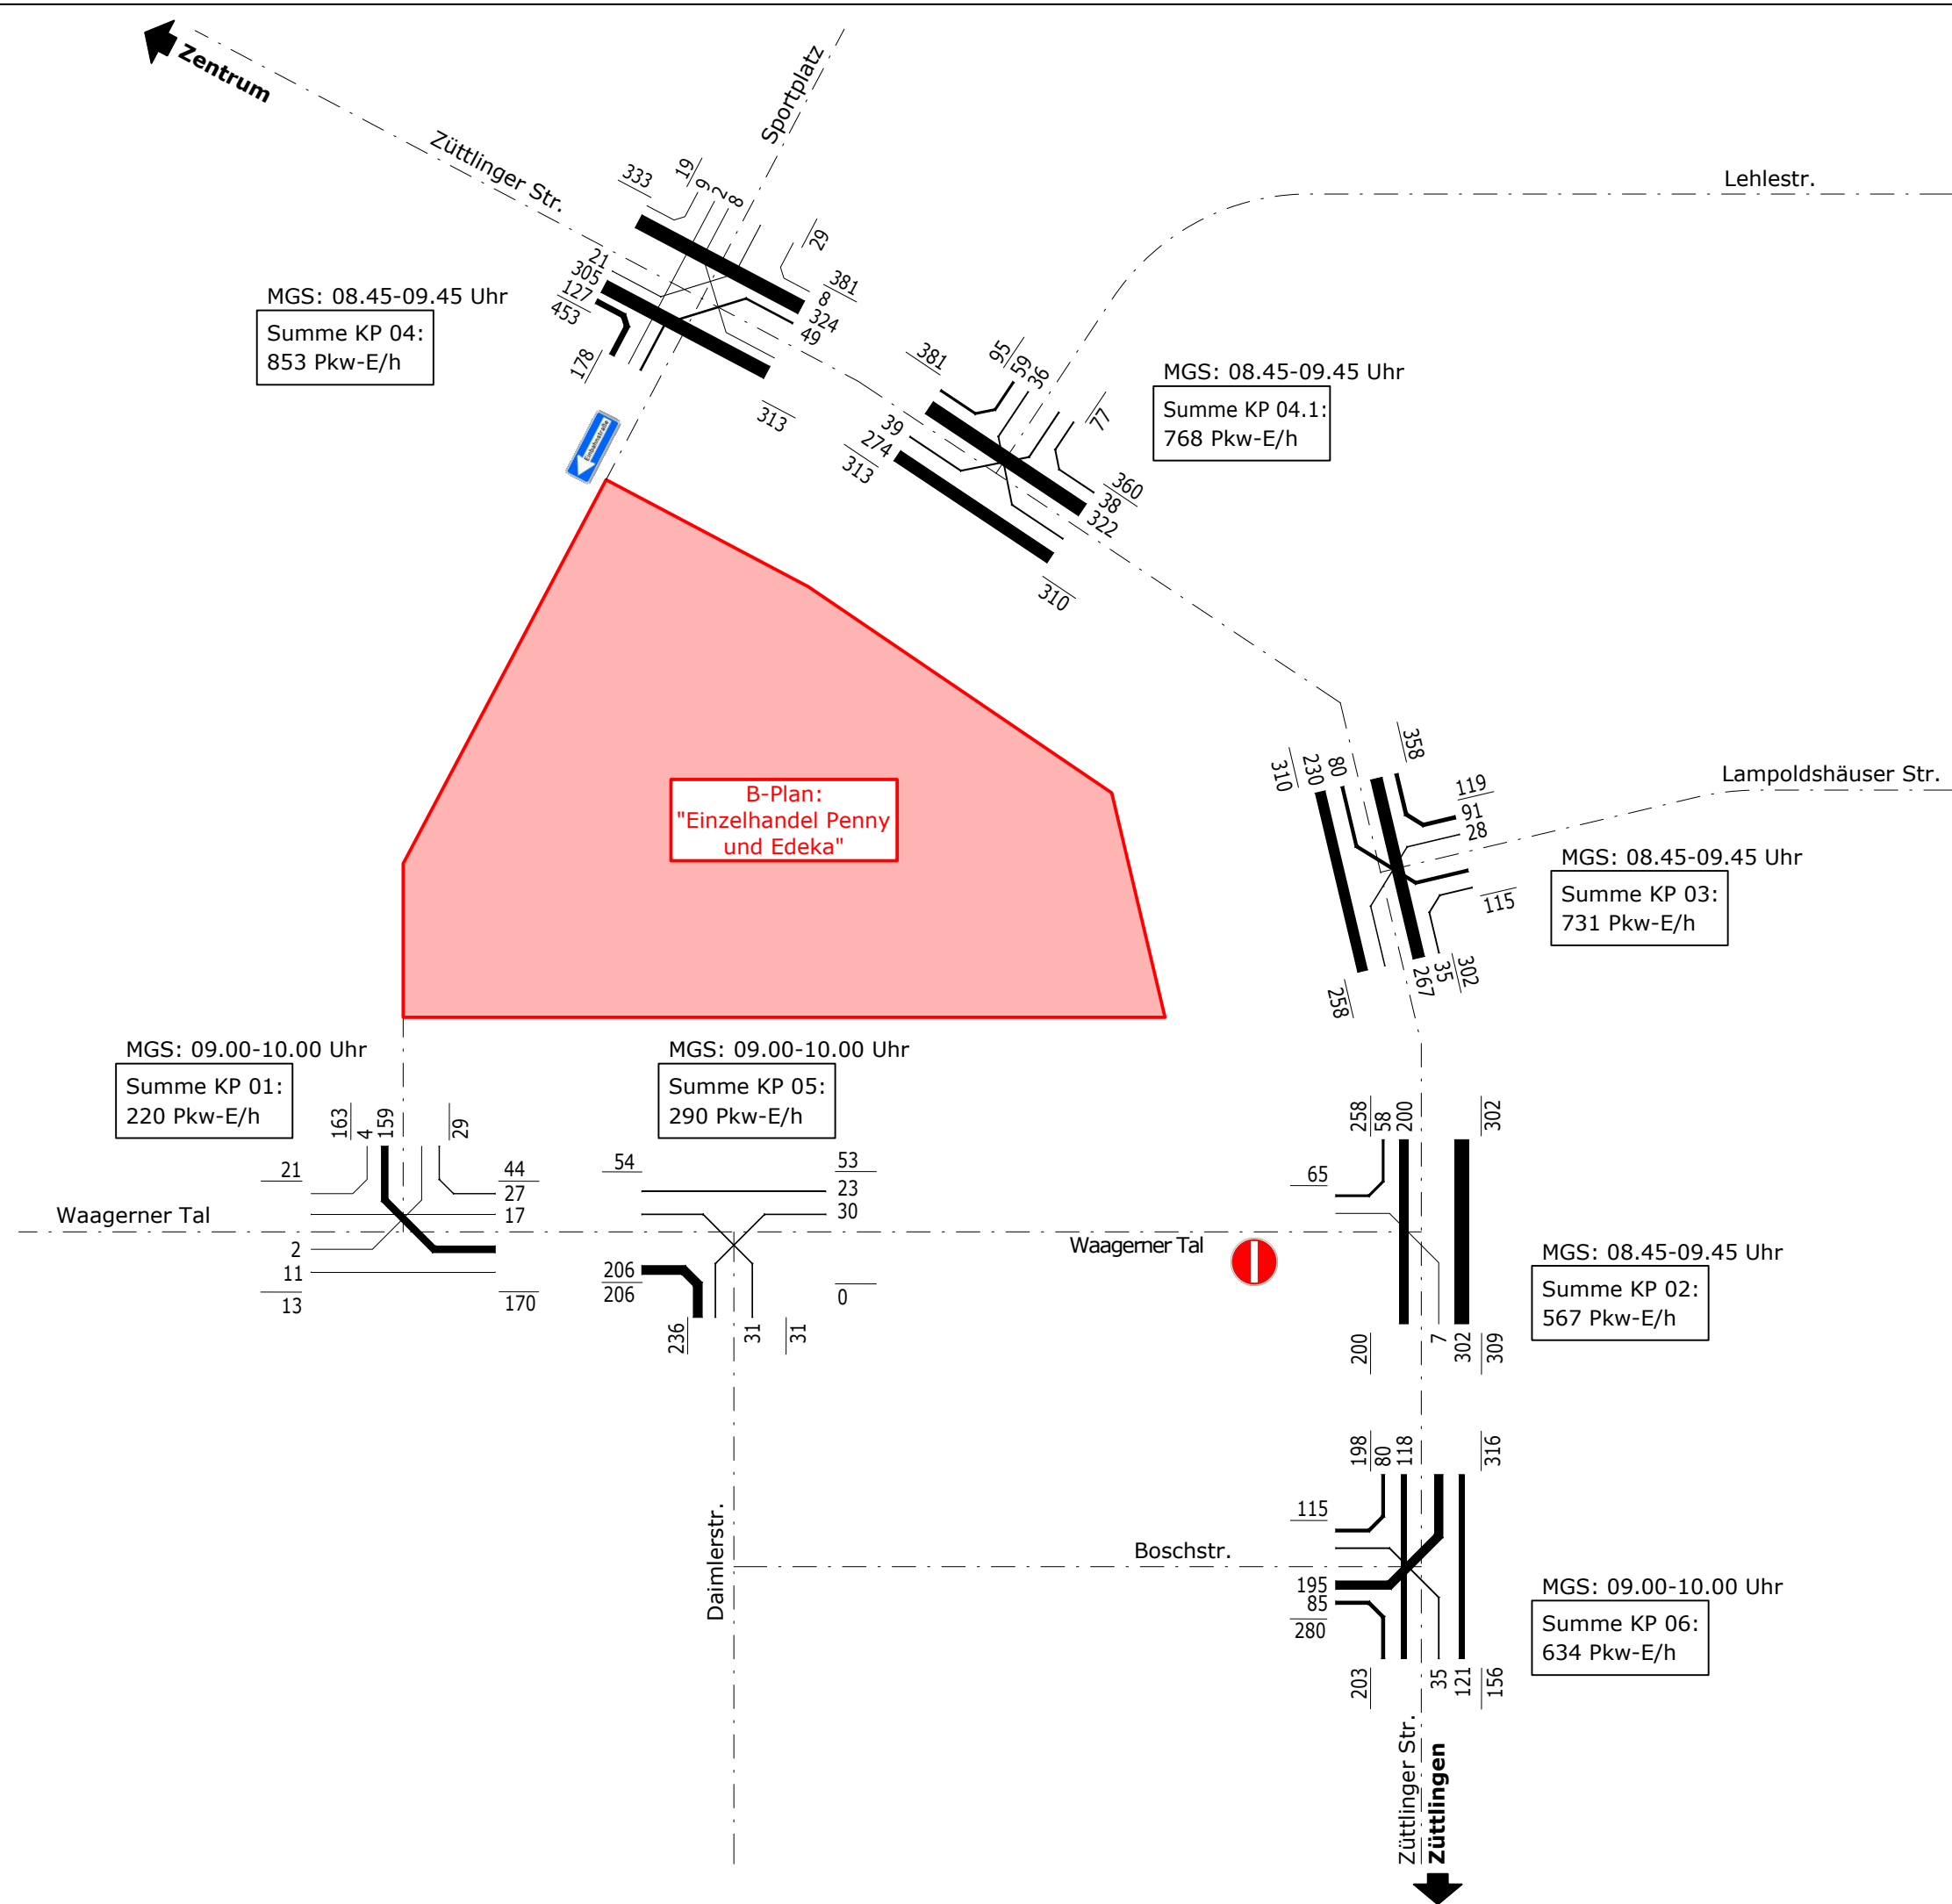 Zentrum
Züttlinger Str.
Sportplatz
Lehlestr.
333
19
9
2
8
29
21
305
127
453
178
381
8
324
49
313
MGS: 08.45-09.45 Uhr
Summe KP 04:
853 Pkw-E/h
Einbahnstraße
381
95
59
36
77
39
274
313
360
38
322
310
MGS: 08.45-09.45 Uhr
Summe KP 04.1:
768 Pkw-E/h
B-Plan:
"Einzelhandel Penny
und Edeka"
310
230
80
358
119
91
28
115
258
267
35
302
Lampoldshäuser Str.
MGS: 08.45-09.45 Uhr
Summe KP 03:
731 Pkw-E/h
MGS: 09.00-10.00 Uhr
Summe KP 01:
220 Pkw-E/h
163
4
159
29
21
44
27
17
Waagerner Tal
2
11
13
170
MGS: 09.00-10.00 Uhr
Summe KP 05:
290 Pkw-E/h
54
53
23
30
206
206
0
236
31
31
Waagerner Tal
258
58
200
302
65
200
7
302
309
MGS: 08.45-09.45 Uhr
Summe KP 02:
567 Pkw-E/h
198
80
118
316
115
195
85
280
203
35
121
156
Boschstr.
Daimlerstr.
MGS: 09.00-10.00 Uhr
Summe KP 06:
634 Pkw-E/h
Züttlinger Str.
Züttlingen